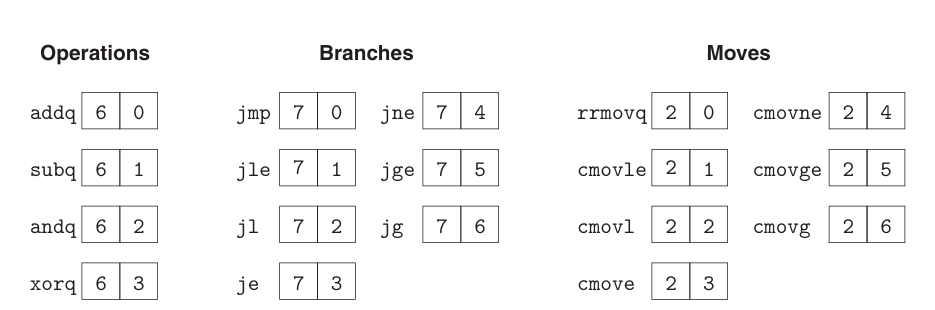 Operations Branches Moves
addq 6 0 jmp 7 0 jne 7 4 rrmovq 2 0 cmovne 2 4
subq 6 1 jle 7 1 jge 7 5 cmovle 2 1 cmovge 2 5
andq 6 2 jl 7 2 jg 7 6 cmovl 2 2 cmovg 2 6
xorq 6 3 je 7 3 cmove 2 3